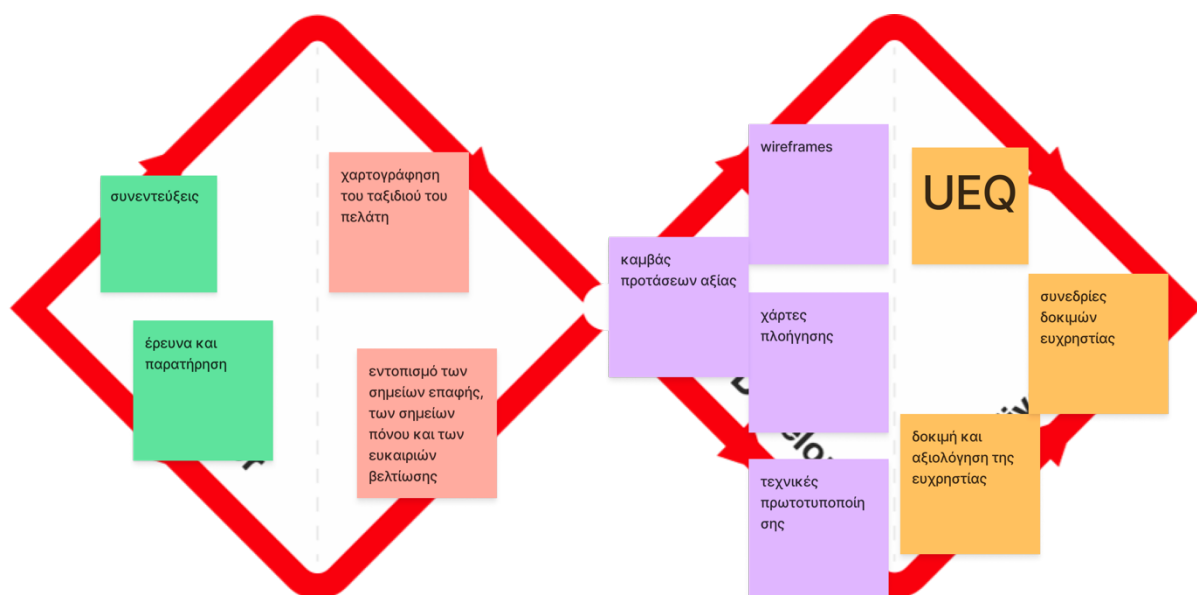 συνεντεύξεις
έρευνα και
παρατήρηση
χαρτογράφηση
του ταξιδιού του
πελάτη
εντοπισμό των
σημείων επαφής,
των σημείων
πόνου και των
ευκαιριών
βελτίωσης
καμβάς
προτάσεων αξίας
wireframes
χάρτες
πλοήγησης
τεχνικές
πρωτοτυποποίη
σης
UEQ
συνεδρίες
δοκιμών
ευχρηστίας
δοκιμή και
αξιολόγηση της
ευχρηστίας